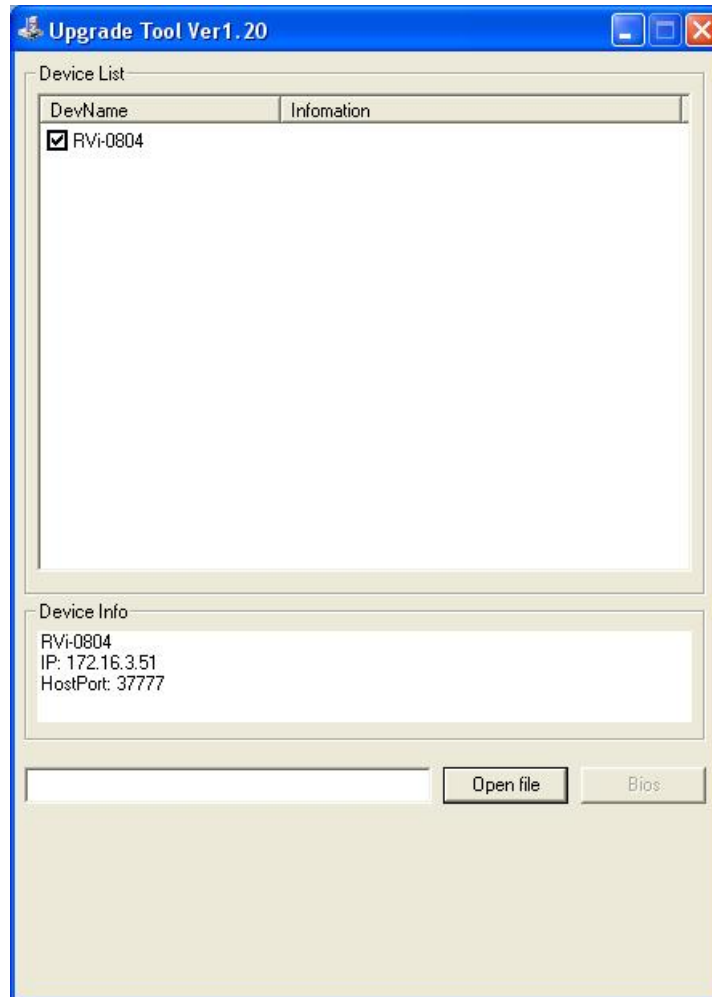 Upgrade Tool Ver1.20
Device List
DevName Infomation
RVi-0804
Device Info
RVi-0804
IP: 172.16.3.51
HostPort: 37777
Open file Bios